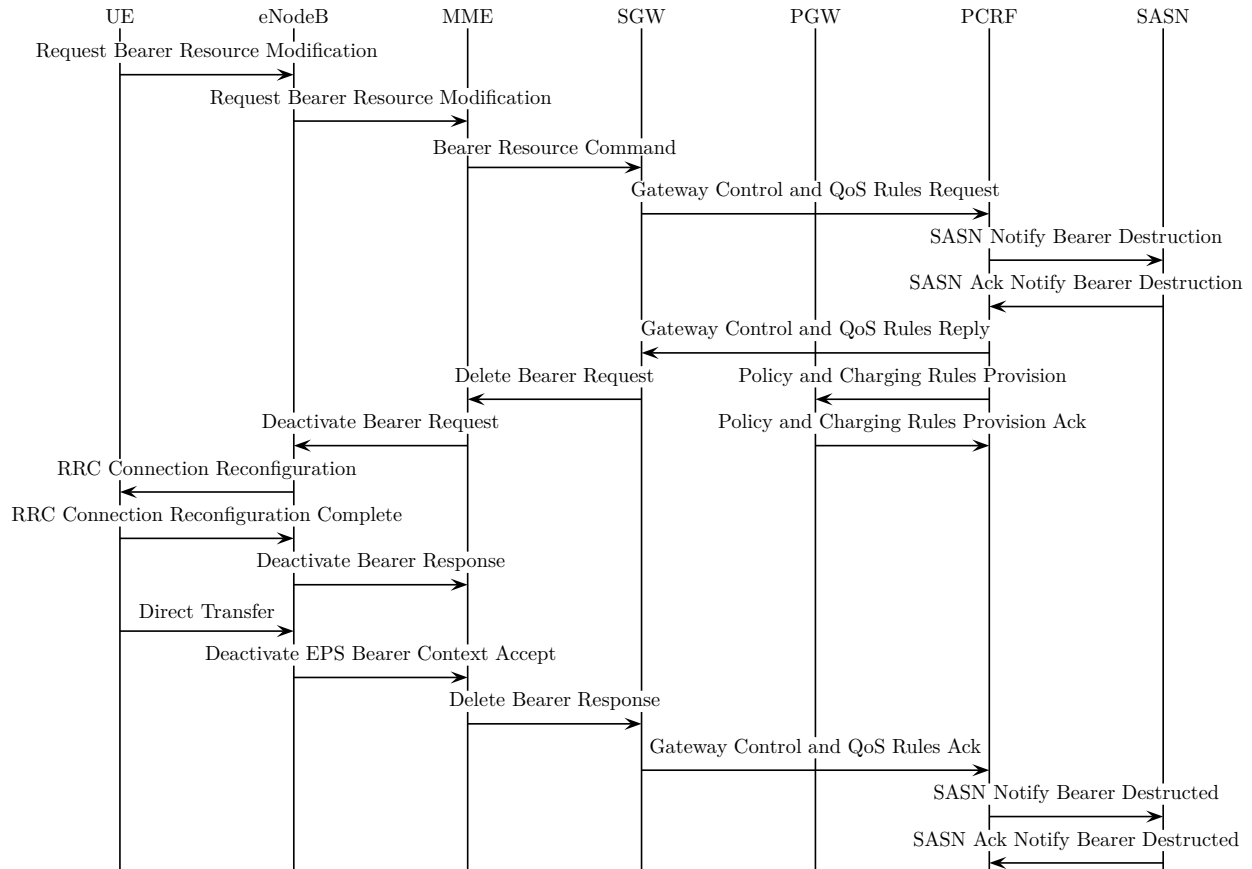 UE eNodeB MME SGW PGW PCRF SASN
Request Bearer Resource Modification
Request Bearer Resource Modification
Bearer Resource Command
Gateway Control and QoS Rules Request
SASN Notify Bearer Destruction
SASN Ack Notify Bearer Destruction
Gateway Control and QoS Rules Reply
Delete Bearer Request Policy and Charging Rules Provision
Deactivate Bearer Request Policy and Charging Rules Provision Ack
RRC Connection Reconfiguration
RRC Connection Reconfiguration Complete
Deactivate Bearer Response
Direct Transfer
Deactivate EPS Bearer Context Accept
Delete Bearer Response
Gateway Control and QoS Rules Ack
SASN Notify Bearer Destructed
SASN Ack Notify Bearer Destructed